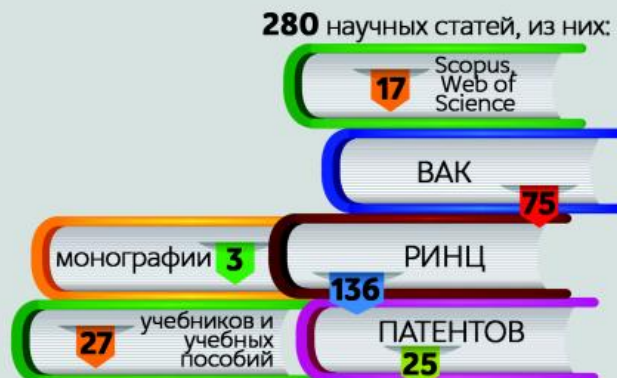 280 научных статей, из них:
17
Scopus,
Web of
Science
ВАК
75
монографии 3
РИНЦ
136
27
учебников и
учебных
пособий
ПАТЕНТОВ
25